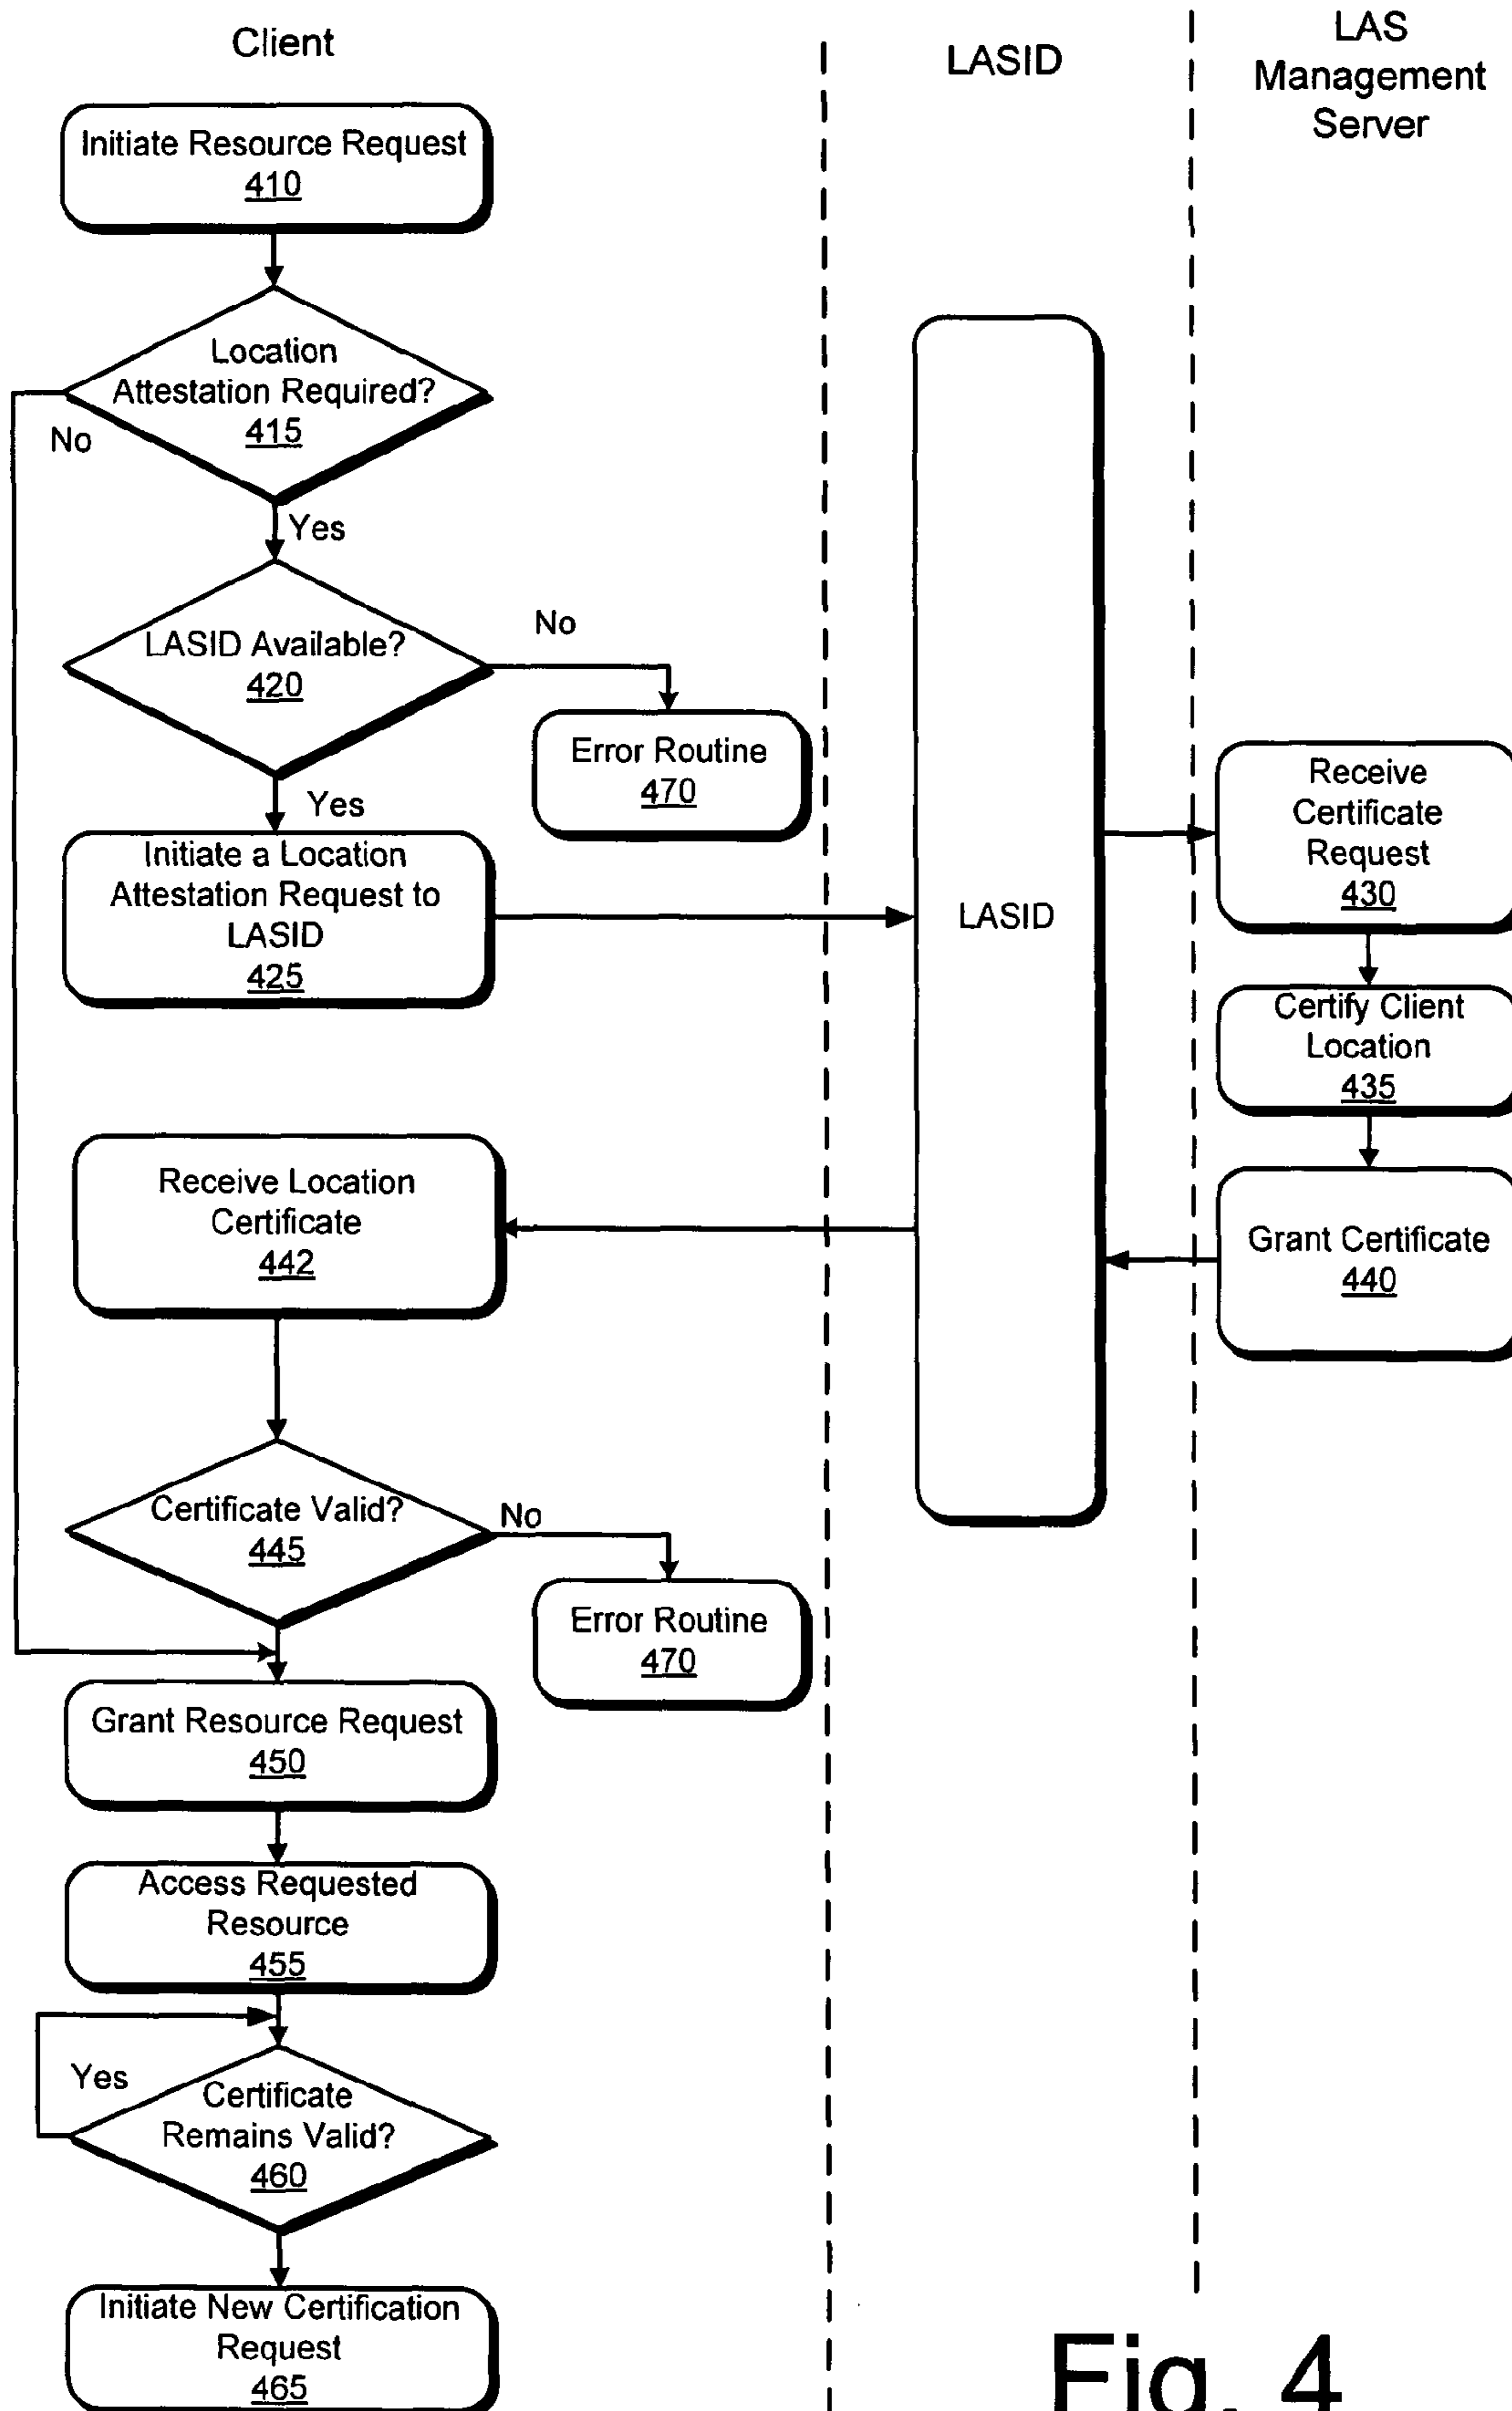 Client
LASID
LAS
Management
Server
Initiate Resource Request
410
Location
Attestation Required?
415
No
Yes
LASID Available?
420
No
Error Routine
470
Yes
Initiate a Location
Attestation Request to
LASID
425
LASID
Receive
Certificate
Request
430
Certify Client
Location
435
Grant Certificate
440
Receive Location
Certificate
442
Certificate Valid?
445
No
Error Routine
470
Grant Resource Request
450
Access Requested
Resource
455
Yes
Certificate
Remains Valid?
460
Initiate New Certification
Request
465
Fig. 4